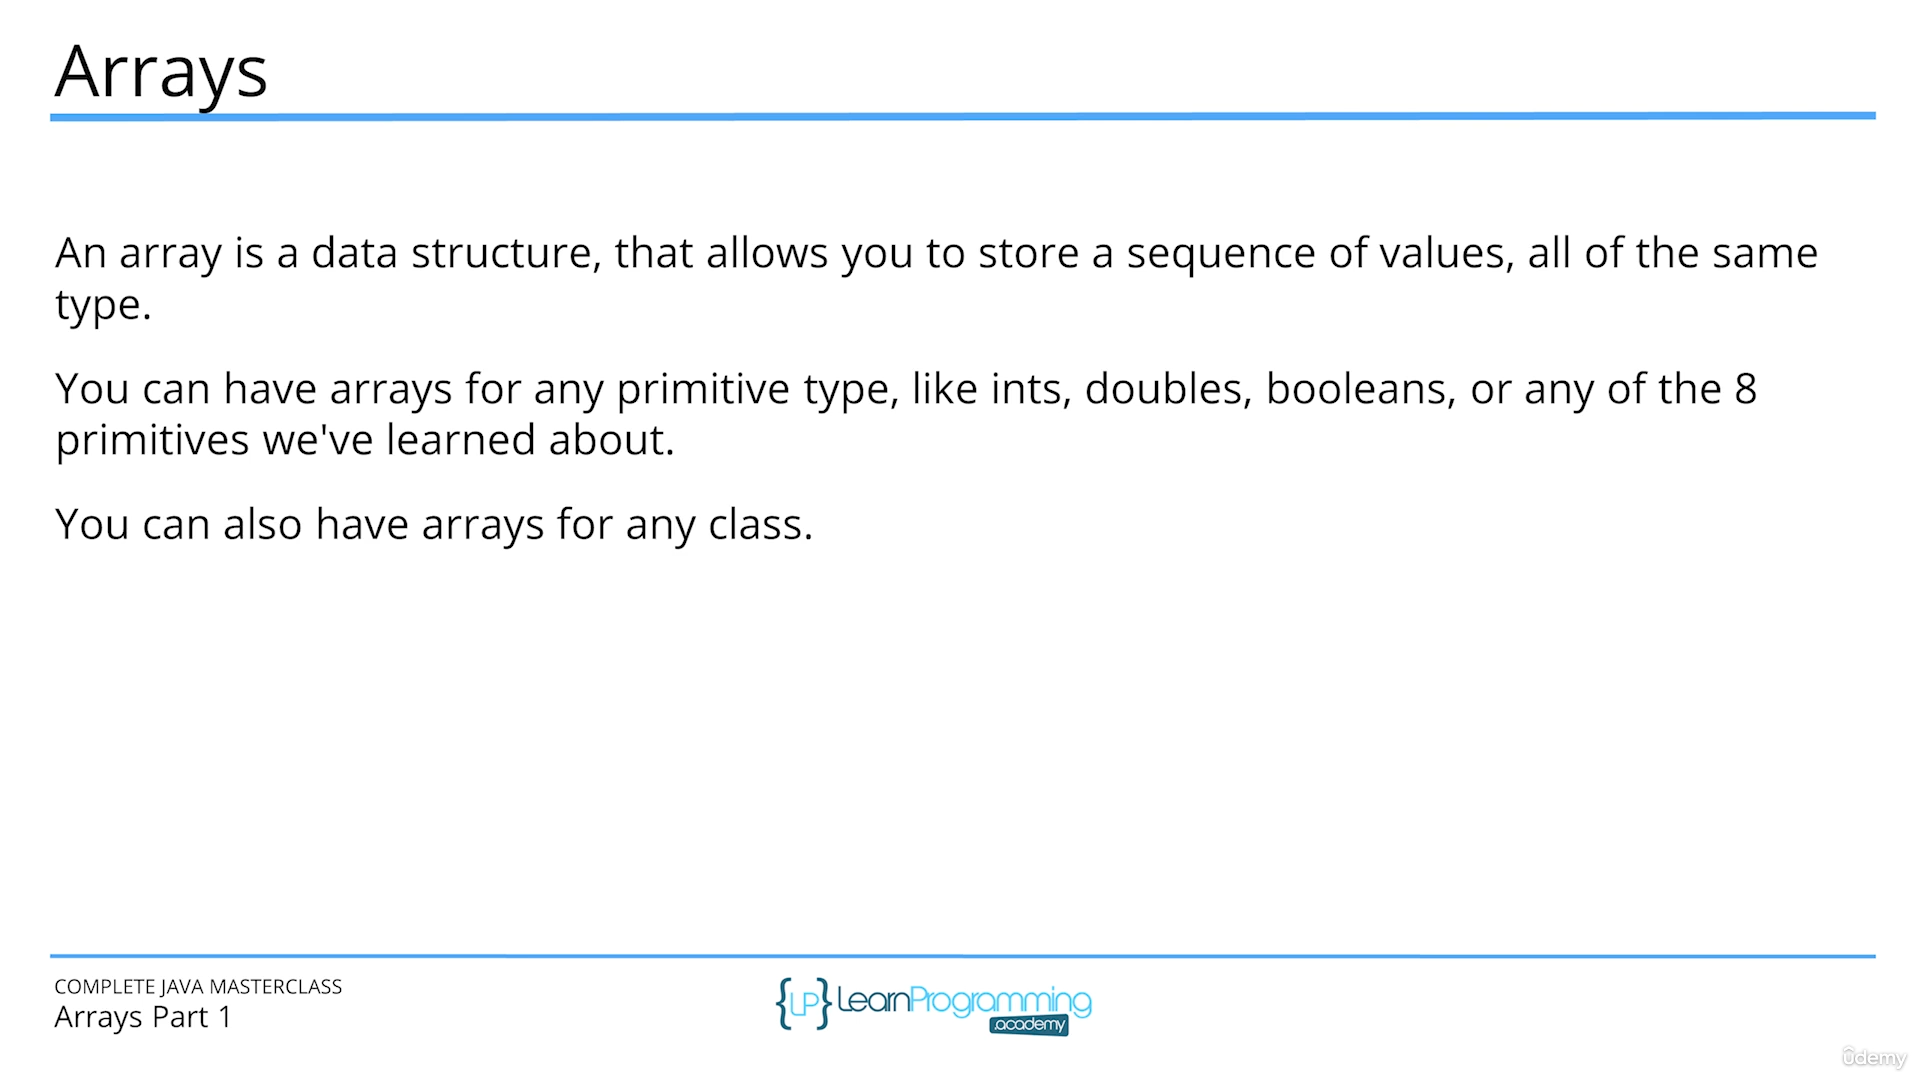 Arrays
An array is a data structure, that allows you to store a sequence of values, all of the same
type.
You can have arrays for any primitive type, like ints, doubles, booleans, or any of the 8
primitives we've learned about.
You can also have arrays for any class.
COMPLETE JAVA MASTERCLASS
Arrays Part 1
{LP} LearnProgramming
.academy
ûdemy